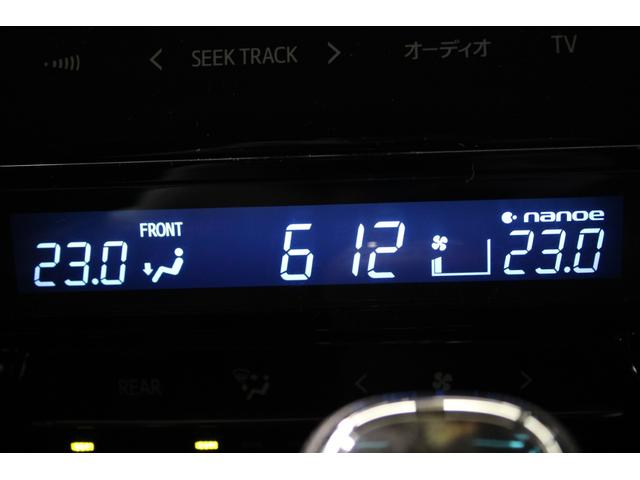 SEEK TRACK オーディオ TV
FRONT nanoe
23.0 6 12 23.0
REAR